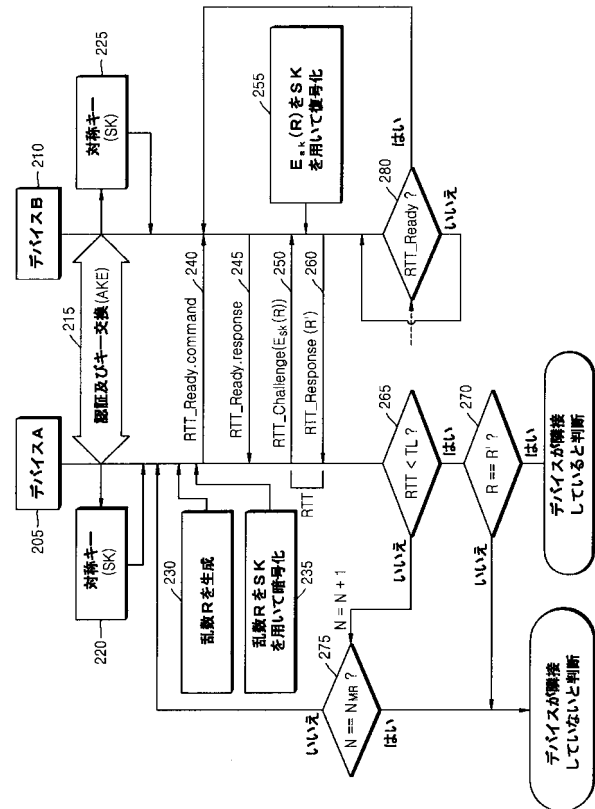 205
デバイスA
デバイスB
210
215
認証及びキー交換(AKE)
220
対称キー
(SK)
対称キー
(SK)
225
230
乱数Rを生成
乱数RをSK
を用いて暗号化
235
RTT_Ready.command
240
RTT_Ready.response
245
RTT_Challenge(Esk(R))
250
255
Esk(R)をSK
を用いて復号化
RTT_Response (R')
260
RTT
RTT < TL ?
265
いいえ
はい
N = N + 1
275
N == NMR ?
いいえ
はい
R == R' ?
270
いいえ
はい
RTT_Ready ?
280
はい
いいえ
デバイスが隣接
していないと判断
デバイスが隣接
していると判断